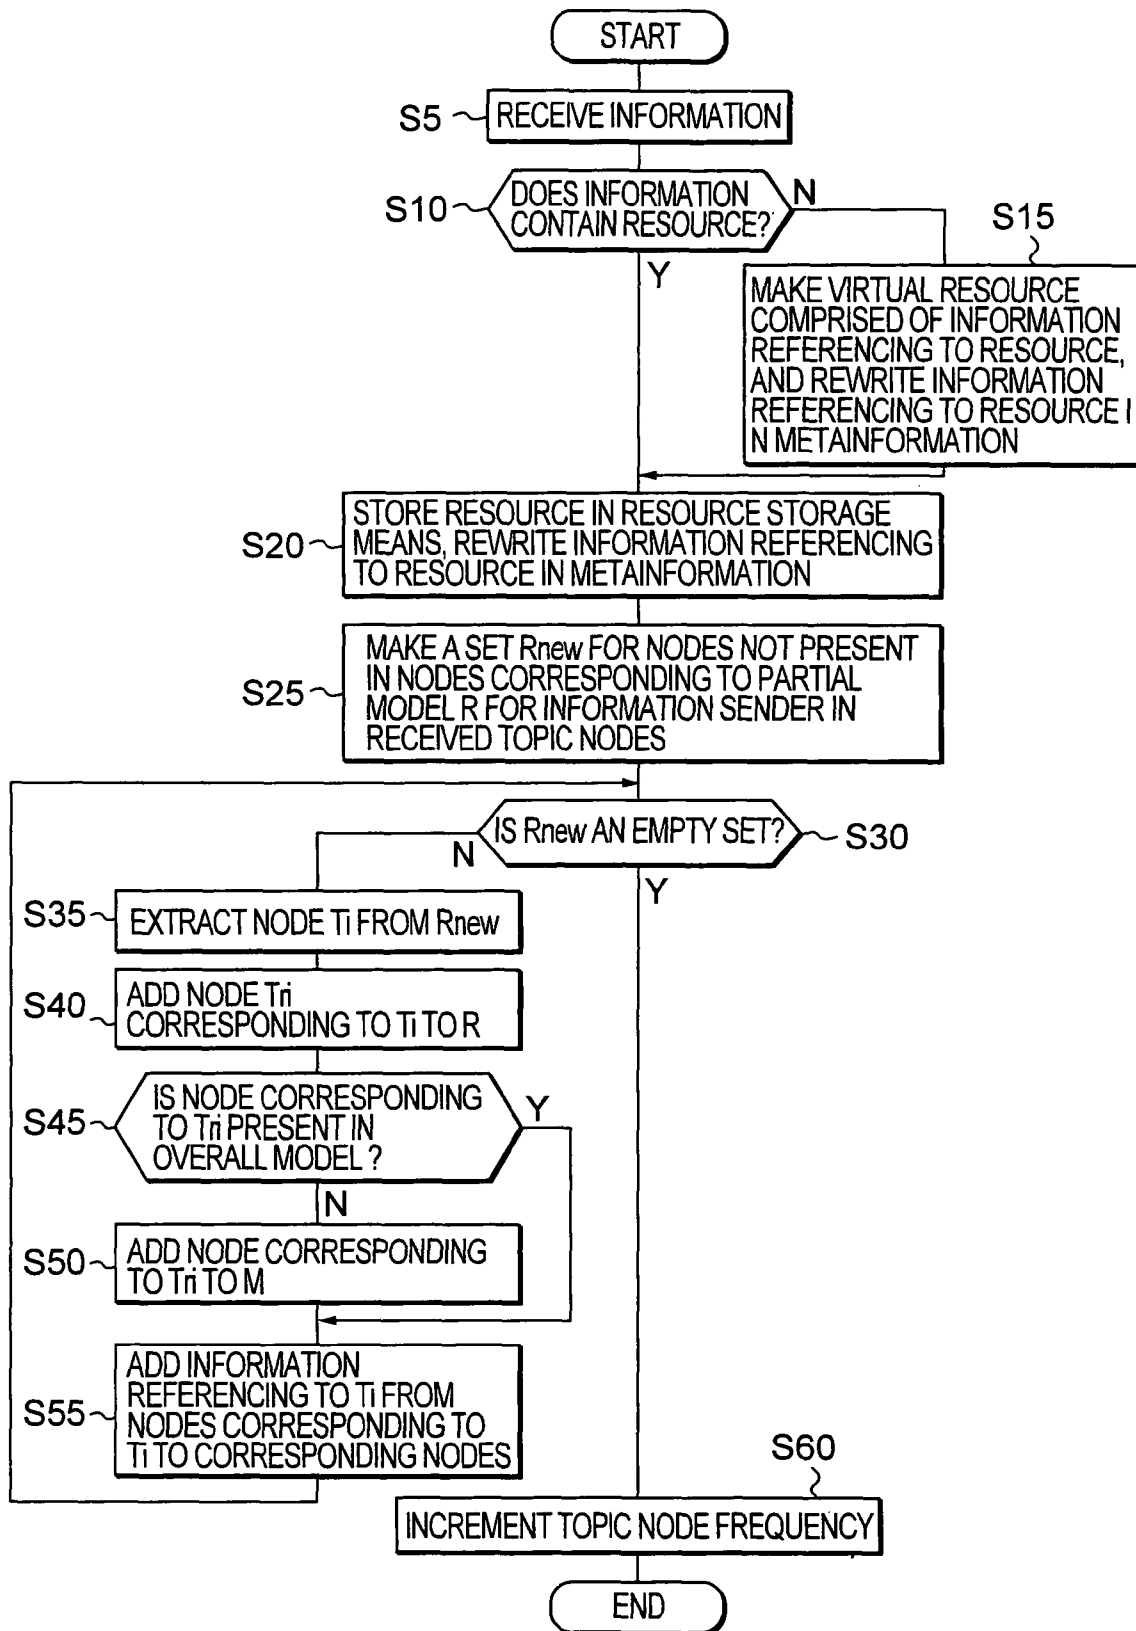 START
S5
RECEIVE INFORMATION
S10
DOES INFORMATION
CONTAIN RESOURCE?
N
Y
S15
MAKE VIRTUAL RESOURCE
COMPRISED OF INFORMATION
REFERENCING TO RESOURCE,
AND REWRITE INFORMATION
REFERENCING TO RESOURCE I
N METAINFORMATION
S20
STORE RESOURCE IN RESOURCE STORAGE
MEANS, REWRITE INFORMATION REFERENCING
TO RESOURCE IN METAINFORMATION
S25
MAKE A SET Rnew FOR NODES NOT PRESENT
IN NODES CORRESPONDING TO PARTIAL
MODEL R FOR INFORMATION SENDER IN
RECEIVED TOPIC NODES
IS Rnew AN EMPTY SET?
S30
N
Y
S35
EXTRACT NODE Ti FROM Rnew
S40
ADD NODE Tri
CORRESPONDING TO Ti TO R
S45
IS NODE CORRESPONDING
TO Tri PRESENT IN
OVERALL MODEL ?
Y
N
S50
ADD NODE CORRESPONDING
TO Tri TO M
S55
ADD INFORMATION
REFERENCING TO Ti FROM
NODES CORRESPONDING TO
Ti TO CORRESPONDING NODES
S60
INCREMENT TOPIC NODE FREQUENCY
END